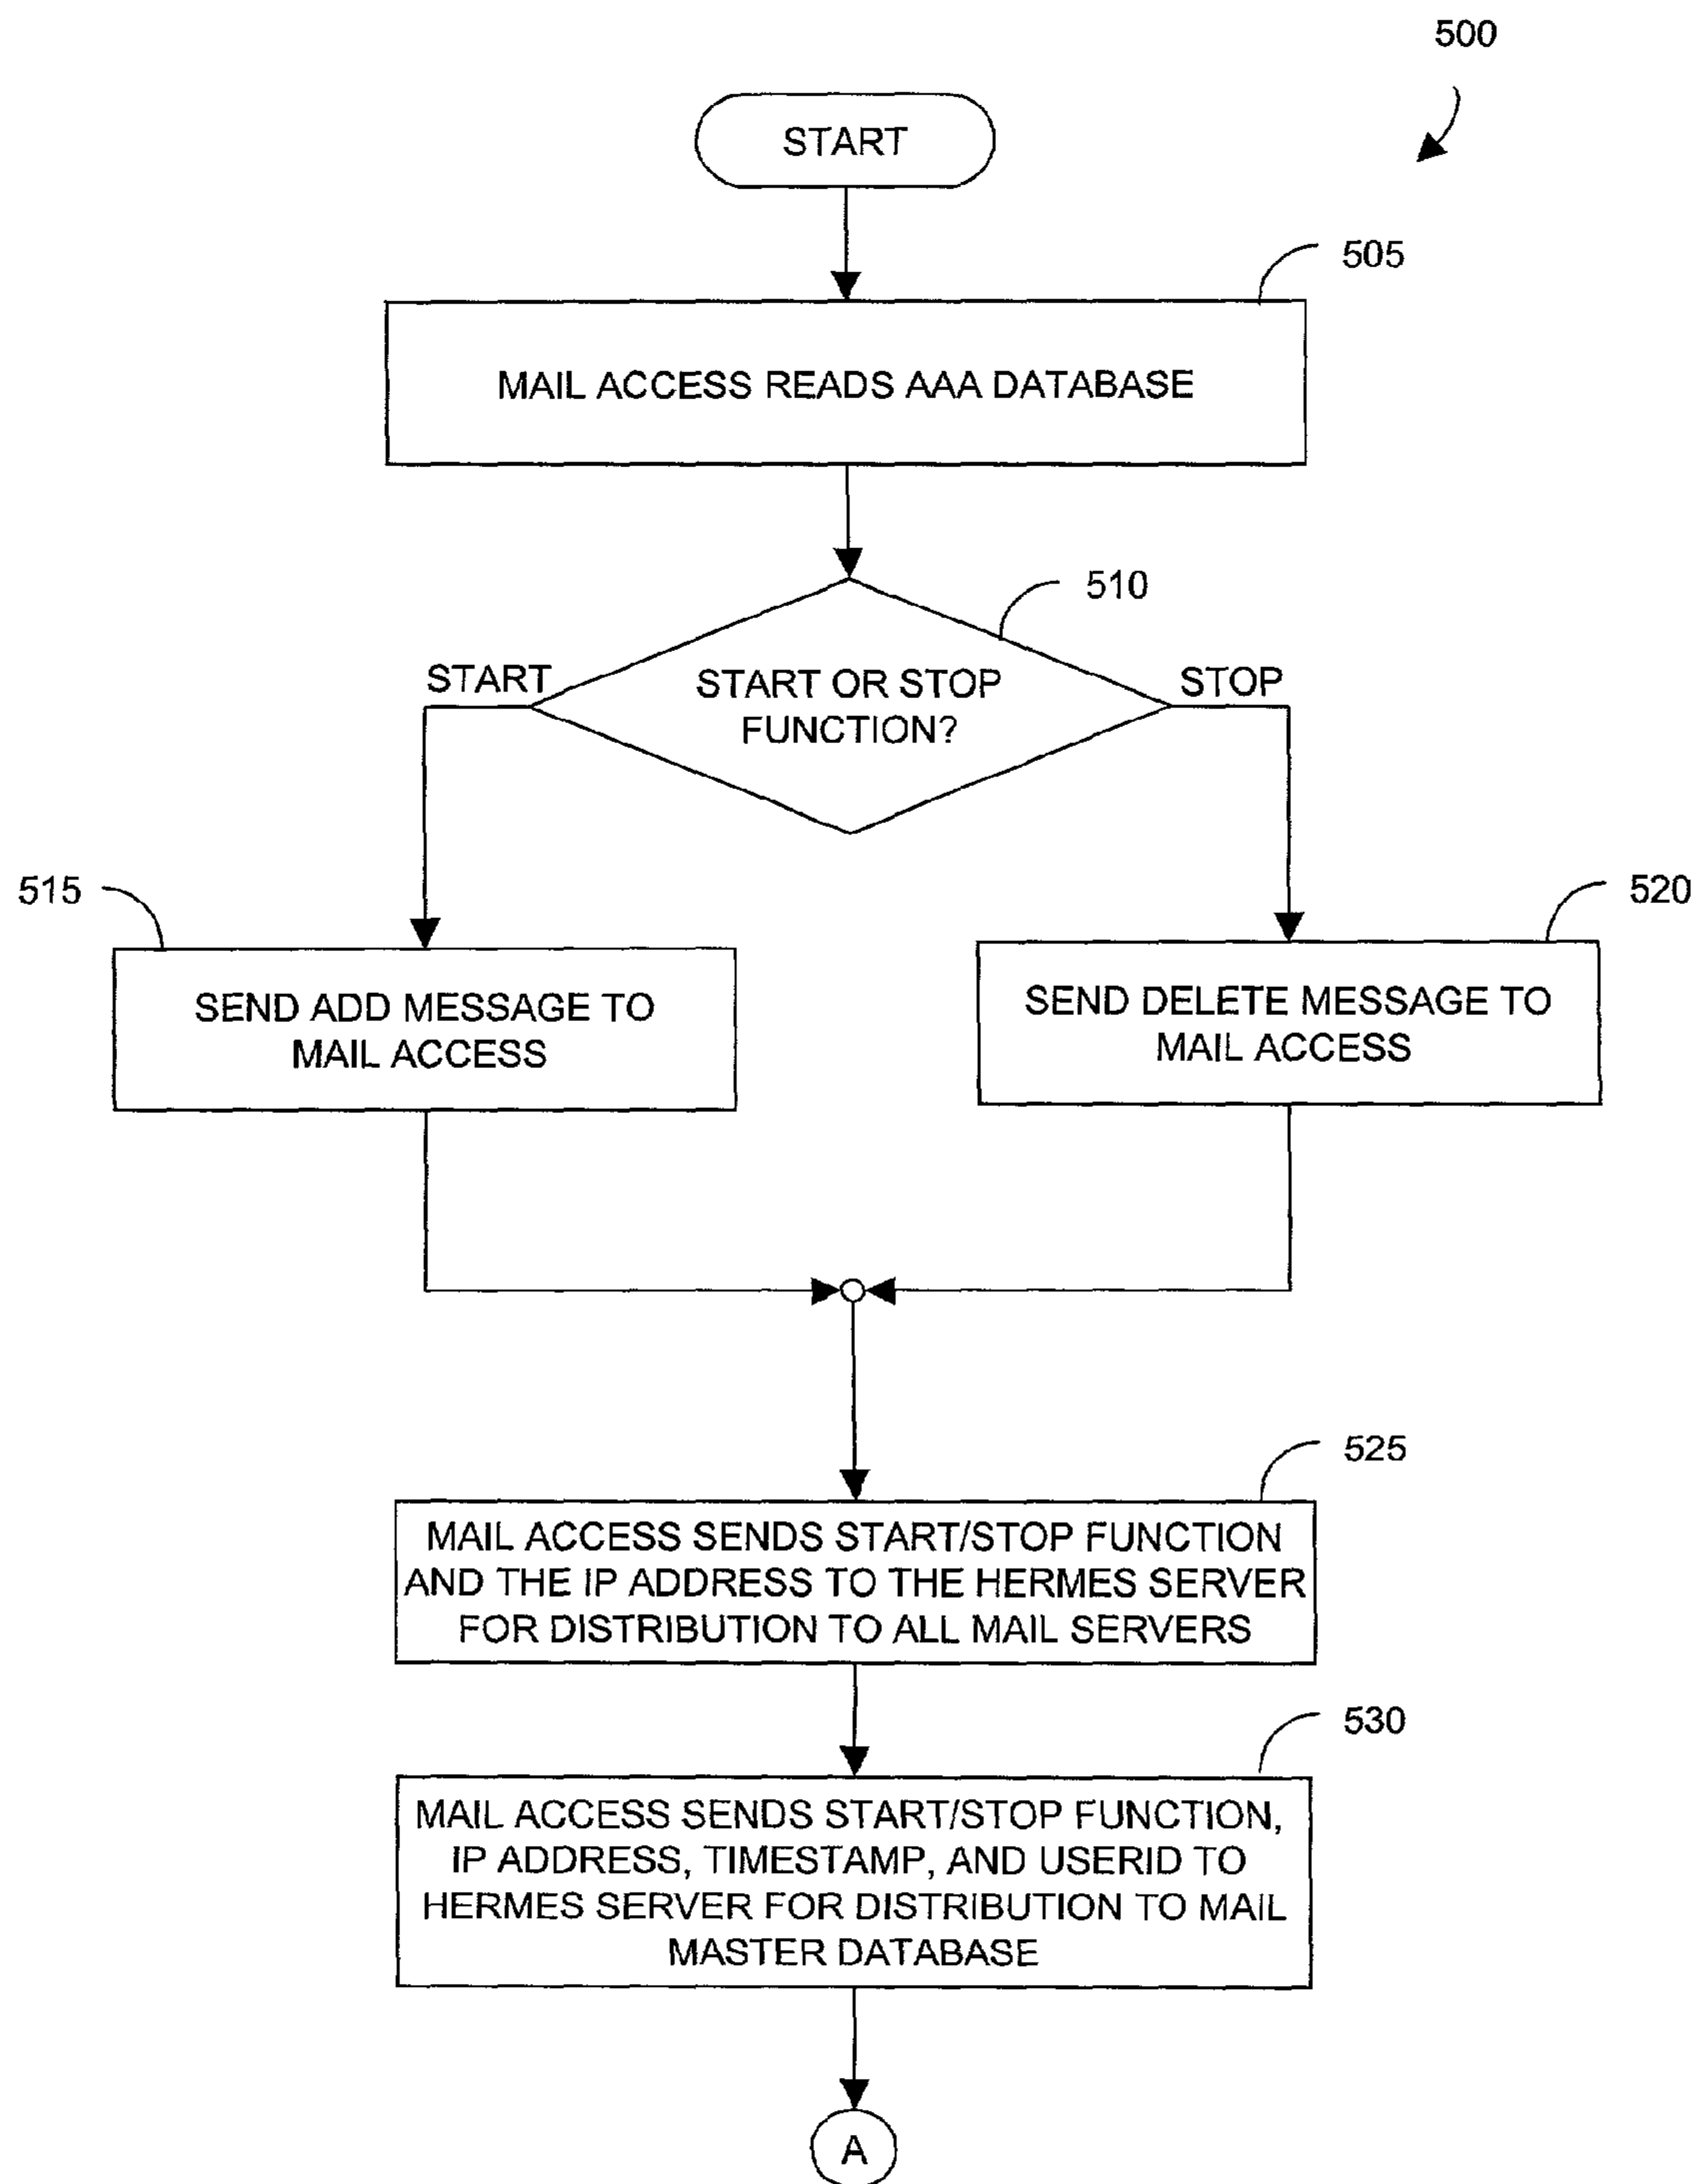 500
START
505
MAIL ACCESS READS AAA DATABASE
510
START
START OR STOP
FUNCTION?
STOP
515
SEND ADD MESSAGE TO
MAIL ACCESS
520
SEND DELETE MESSAGE TO
MAIL ACCESS
525
MAIL ACCESS SENDS START/STOP FUNCTION
AND THE IP ADDRESS TO THE HERMES SERVER
FOR DISTRIBUTION TO ALL MAIL SERVERS
530
MAIL ACCESS SENDS START/STOP FUNCTION,
IP ADDRESS, TIMESTAMP, AND USERID TO
HERMES SERVER FOR DISTRIBUTION TO MAIL
MASTER DATABASE
A